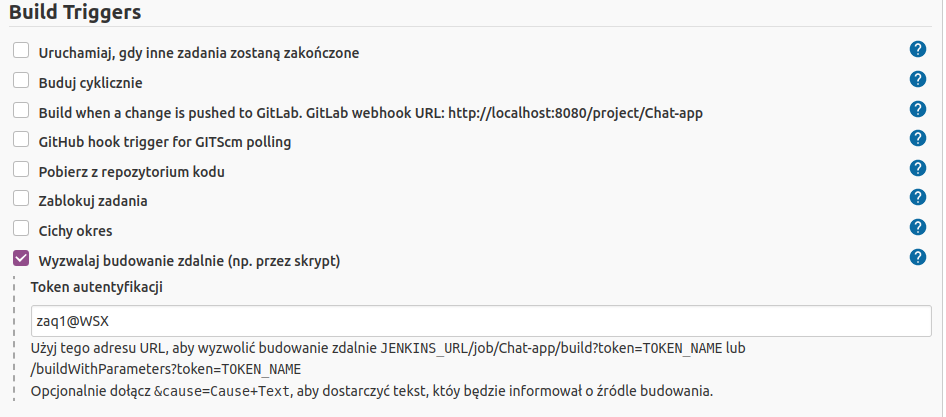 Build Triggers
Uruchamiaj, gdy inne zadania zostaną zakończone
?
Buduj cyklicznie
?
Build when a change is pushed to GitLab. GitLab webhook URL: http://localhost:8080/project/Chat-app
?
GitHub hook trigger for GITScm polling
?
Pobierz z repozytorium kodu
?
Zablokuj zadania
?
Cichy okres
?
Wyzwalaj budowanie zdalnie (np. przez skrypt)
?
Token autentyfikacji
zaq1@WSX
Użyj tego adresu URL, aby wyzwolić budowanie zdalnie JENKINS_URL/job/Chat-app/build?token=TOKEN_NAME lub
/buildWithParameters?token=TOKEN_NAME
Opcjonalnie dołącz &cause=Cause+Text, aby dostarczyć tekst, któy będzie informował o źródle budowania.